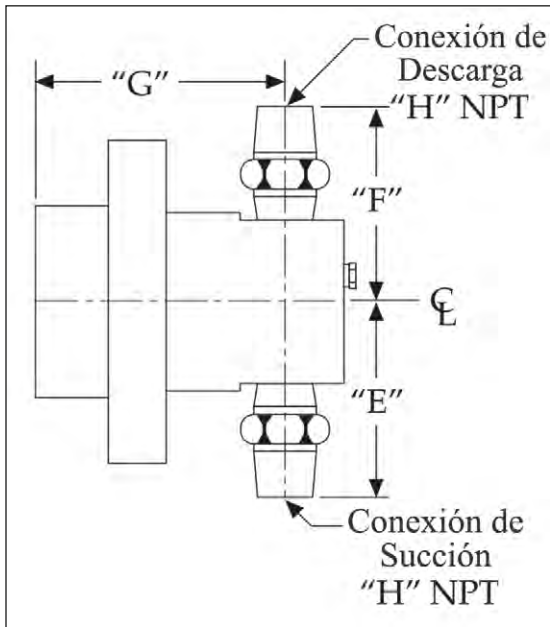 Conexión de
Descarga
“H” NPT
“G”
“F”
℄
“E”
Conexión de
Succión
“H” NPT